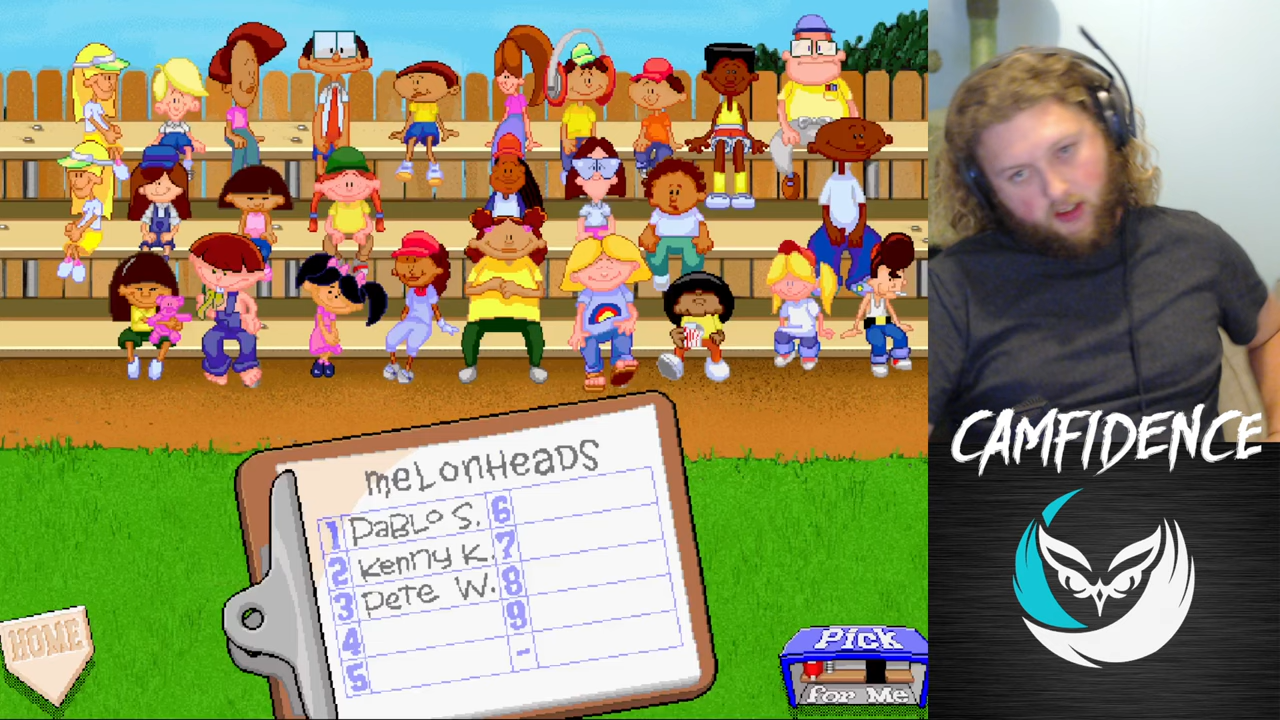 meLonHeaDS
1 PaBLo S. 6
2 Kenny K. 7
3 Pete W. 8
4 9
5 -
HOME
Pick
for Me
CAMFIDENCE